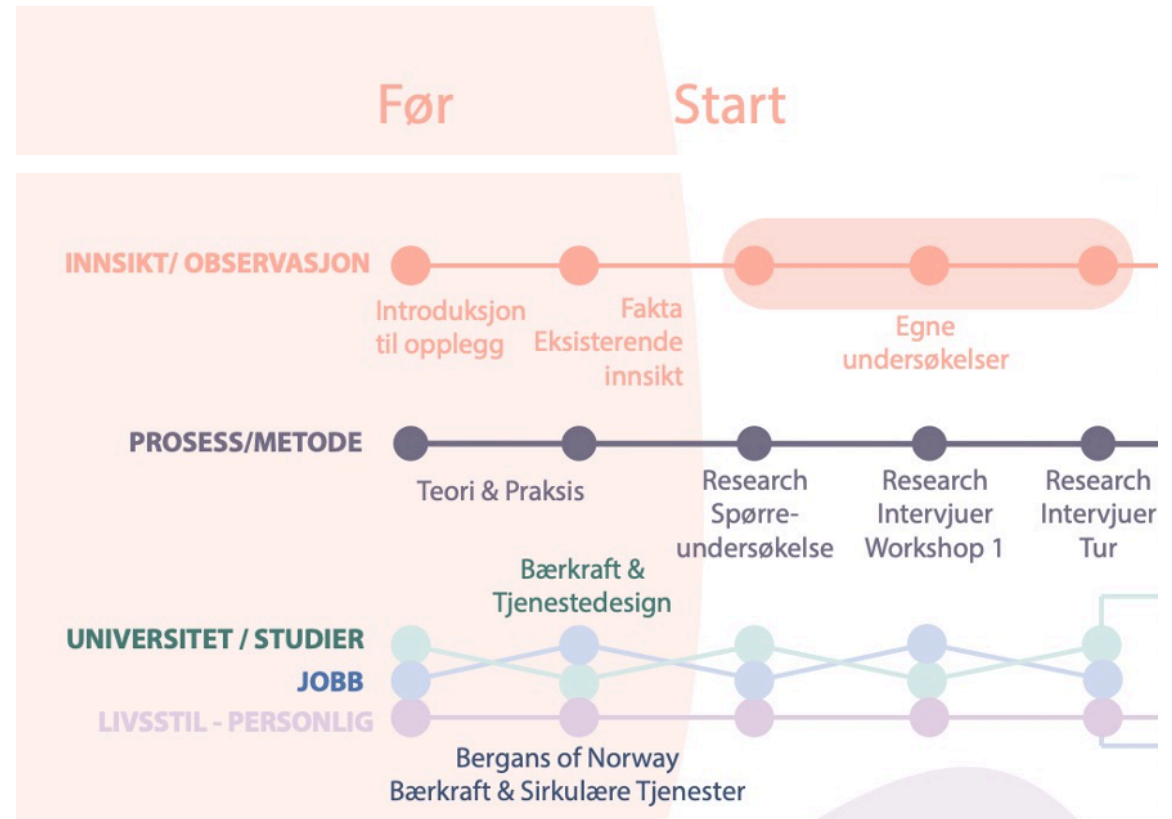 Før
Start
INNSIKT/ OBSERVASJON
Introduksjon
til opplegg
Fakta
Eksisterende
innsikt
Egne
undersøkelser
PROSESS/METODE
Teori & Praksis
Research
Spørre-
undersøkelse
Research
Intervjuer
Workshop 1
Research
Intervjuer
Tur
Bærkraft &
Tjenestedesign
UNIVERSITET / STUDIER
JOBB
LIVSSTIL - PERSONLIG
Bergans of Norway
Bærkraft & Sirkulære Tjenester